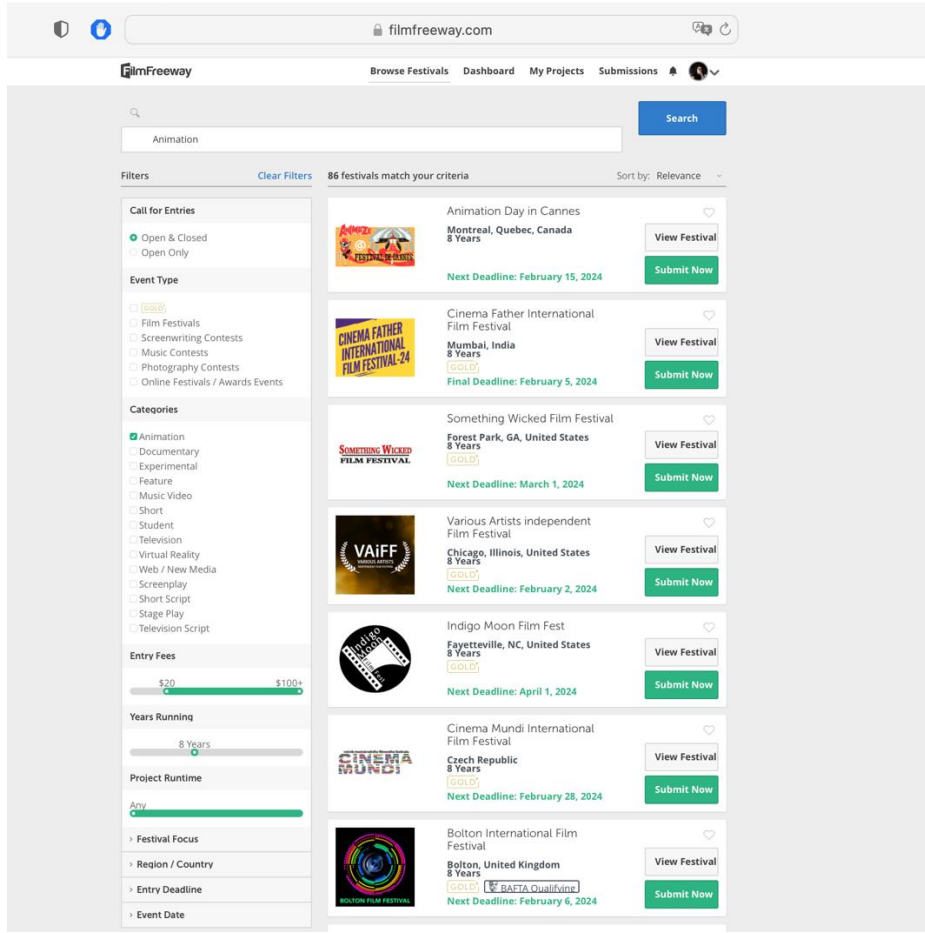 filmfreeway.com
FilmFreeway
Browse Festivals Dashboard My Projects Submissions
Search
Animation
Filters Clear Filters
86 festivals match your criteria Sort by: Relevance
Call for Entries
Open & Closed
Open Only
Event Type
GOLD
Film Festivals
Screenwriting Contests
Music Contests
Photography Contests
Online Festivals / Awards Events
Categories
Animation
Documentary
Experimental
Feature
Music Video
Short
Student
Television
Virtual Reality
Web / New Media
Screenplay
Short Script
Stage Play
Television Script
Entry Fees
$20 $100+
Years Running
8 Years
Project Runtime
Any
Festival Focus
Region / Country
Entry Deadline
Event Date
Animation Day in Cannes
Montreal, Quebec, Canada
8 Years
Next Deadline: February 15, 2024
View Festival
Submit Now
CINEMA FATHER
INTERNATIONAL
FILM FESTIVAL-24
Cinema Father International
Film Festival
Mumbai, India
8 Years
GOLD
Final Deadline: February 5, 2024
View Festival
Submit Now
SOMETHING WICKED
FILM FESTIVAL
Something Wicked Film Festival
Forest Park, GA, United States
8 Years
GOLD
Next Deadline: March 1, 2024
View Festival
Submit Now
VAiFF
VARIOUS ARTISTS
Various Artists independent
Film Festival
Chicago, Illinois, United States
8 Years
GOLD
Next Deadline: February 2, 2024
View Festival
Submit Now
Indigo
Moon
Film Fest
Indigo Moon Film Fest
Fayetteville, NC, United States
8 Years
GOLD
Next Deadline: April 1, 2024
View Festival
Submit Now
CINEMA
MUNDI
Cinema Mundi International
Film Festival
Czech Republic
8 Years
GOLD
Next Deadline: February 28, 2024
View Festival
Submit Now
BOLTON FILM FESTIVAL
Bolton International Film
Festival
Bolton, United Kingdom
8 Years
GOLD BAFTA Qualifying
Next Deadline: February 6, 2024
View Festival
Submit Now